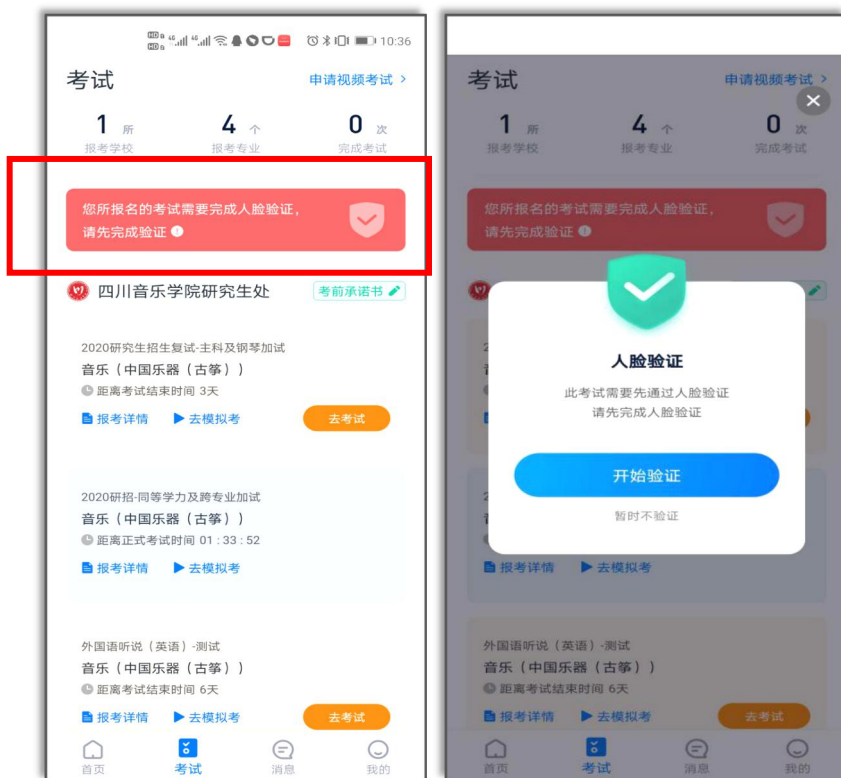 10:36
考试
申请视频考试 >
1 所
4 个
0 次
报考学校
报考专业
完成考试
您所报名的考试需要完成人脸验证，
请先完成验证
四川音乐学院研究生处
考前承诺书
2020研究生招生复试-主科及钢琴加试
音乐（中国乐器（古筝））
距离考试结束时间 3天
报考详情
去模拟考
去考试
2020研招-同等学力及跨专业加试
音乐（中国乐器（古筝））
距离正式考试时间 01 : 33 : 52
报考详情
去模拟考
外国语听说（英语）-测试
音乐（中国乐器（古筝））
距离考试结束时间 6天
报考详情
去模拟考
去考试
首页
考试
消息
我的
考试
申请视频考试 >
1 所
4 个
0 次
报考学校
报考专业
完成考试
您所报名的考试需要完成人脸验证，
请先完成验证
人脸验证
此考试需要先通过人脸验证
请先完成人脸验证
开始验证
暂时不验证
报考详情
去模拟考
外国语听说（英语）-测试
音乐（中国乐器（古筝））
距离考试结束时间 6天
报考详情
去模拟考
去考试
首页
考试
消息
我的